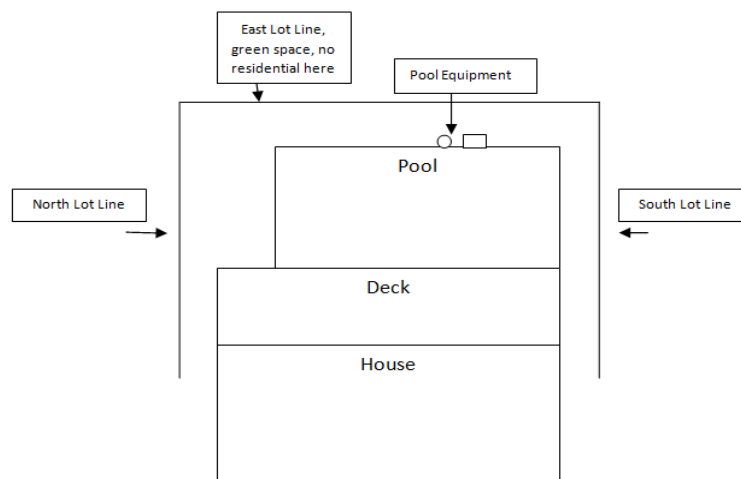 East Lot Line,
green space, no
residential here
Pool Equipment
Pool
North Lot Line
South Lot Line
Deck
House